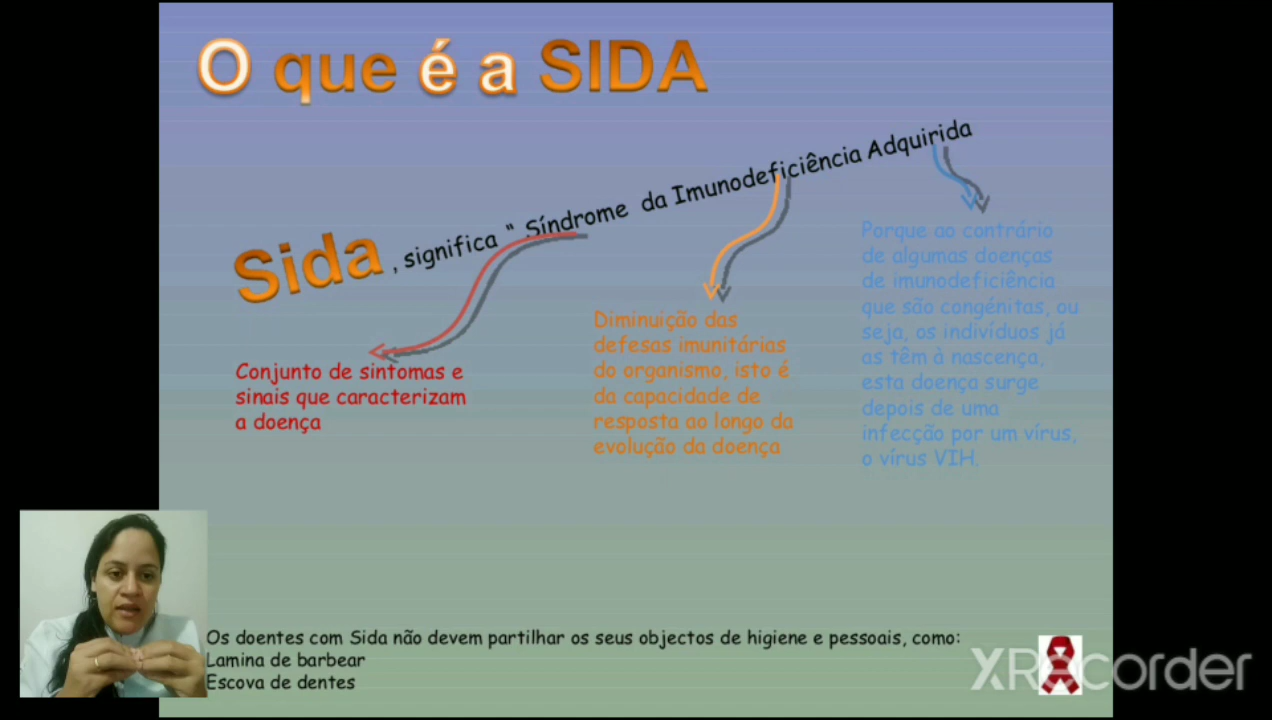 O que é a SIDA
Sida , significa “ Síndrome da Imunodeficiência Adquirida
Conjunto de sintomas e
sinais que caracterizam
a doença
Diminuição das
defesas imunitárias
do organismo, isto é
da capacidade de
resposta ao longo da
evolução da doença
Porque ao contrário
de algumas doenças
de imunodeficiência
que são congénitas, ou
seja, os indivíduos já
as têm à nascença,
esta doença surge
depois de uma
infecção por um vírus,
o vírus VIH.
Os doentes com Sida não devem partilhar os seus objectos de higiene e pessoais, como:
Lamina de barbear
Escova de dentes
XRecorder